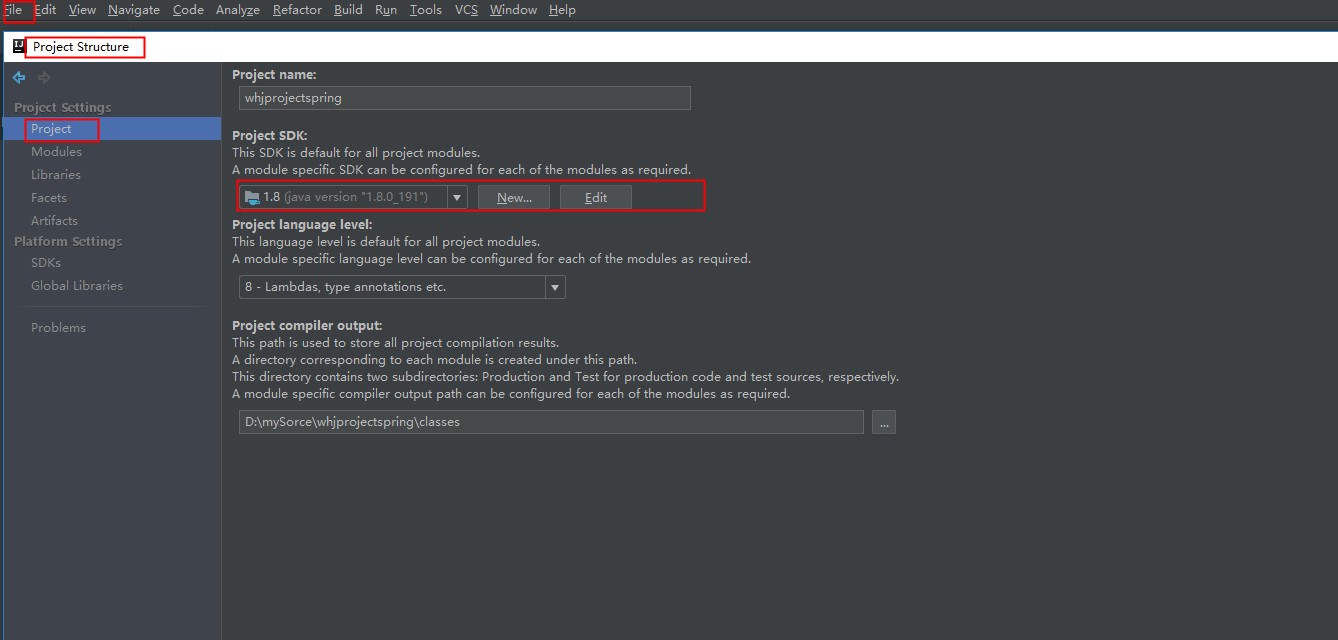 File Edit View Navigate Code Analyze Refactor Build Run Tools VCS Window Help
Project Structure
Project Settings
Project
Modules
Libraries
Facets
Artifacts
Platform Settings
SDKs
Global Libraries
Problems
Project name:
whjprojectspring
Project SDK:
This SDK is default for all project modules.
A module specific SDK can be configured for each of the modules as required.
1.8 (java version "1.8.0_191") New... Edit
Project language level:
This language level is default for all project modules.
A module specific language level can be configured for each of the modules as required.
8 - Lambdas, type annotations etc.
Project compiler output:
This path is used to store all project compilation results.
A directory corresponding to each module is created under this path.
This directory contains two subdirectories: Production and Test for production code and test sources, respectively.
A module specific compiler output path can be configured for each of the modules as required.
D:\mySorce\whjprojectspring\classes ...